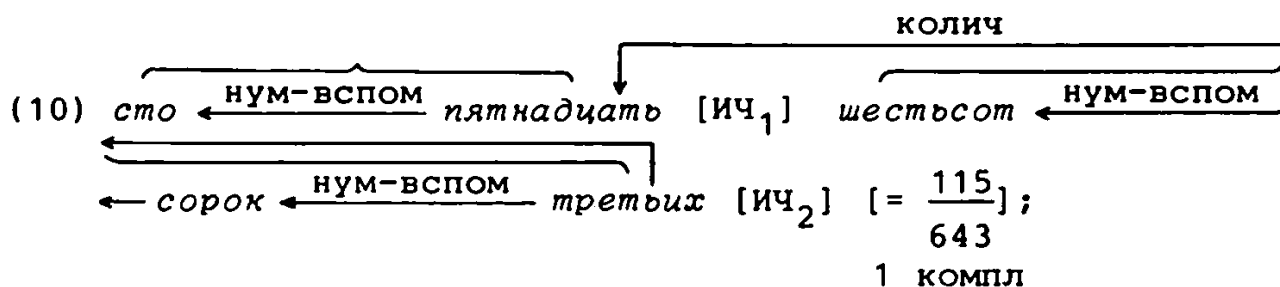 колич
нум-вспом нум-вспом
(10) сто пятнадцать [ИЧ₁] шестьсот
нум-вспом
сорок третьих [ИЧ₂] [= 115/643];
1 компл